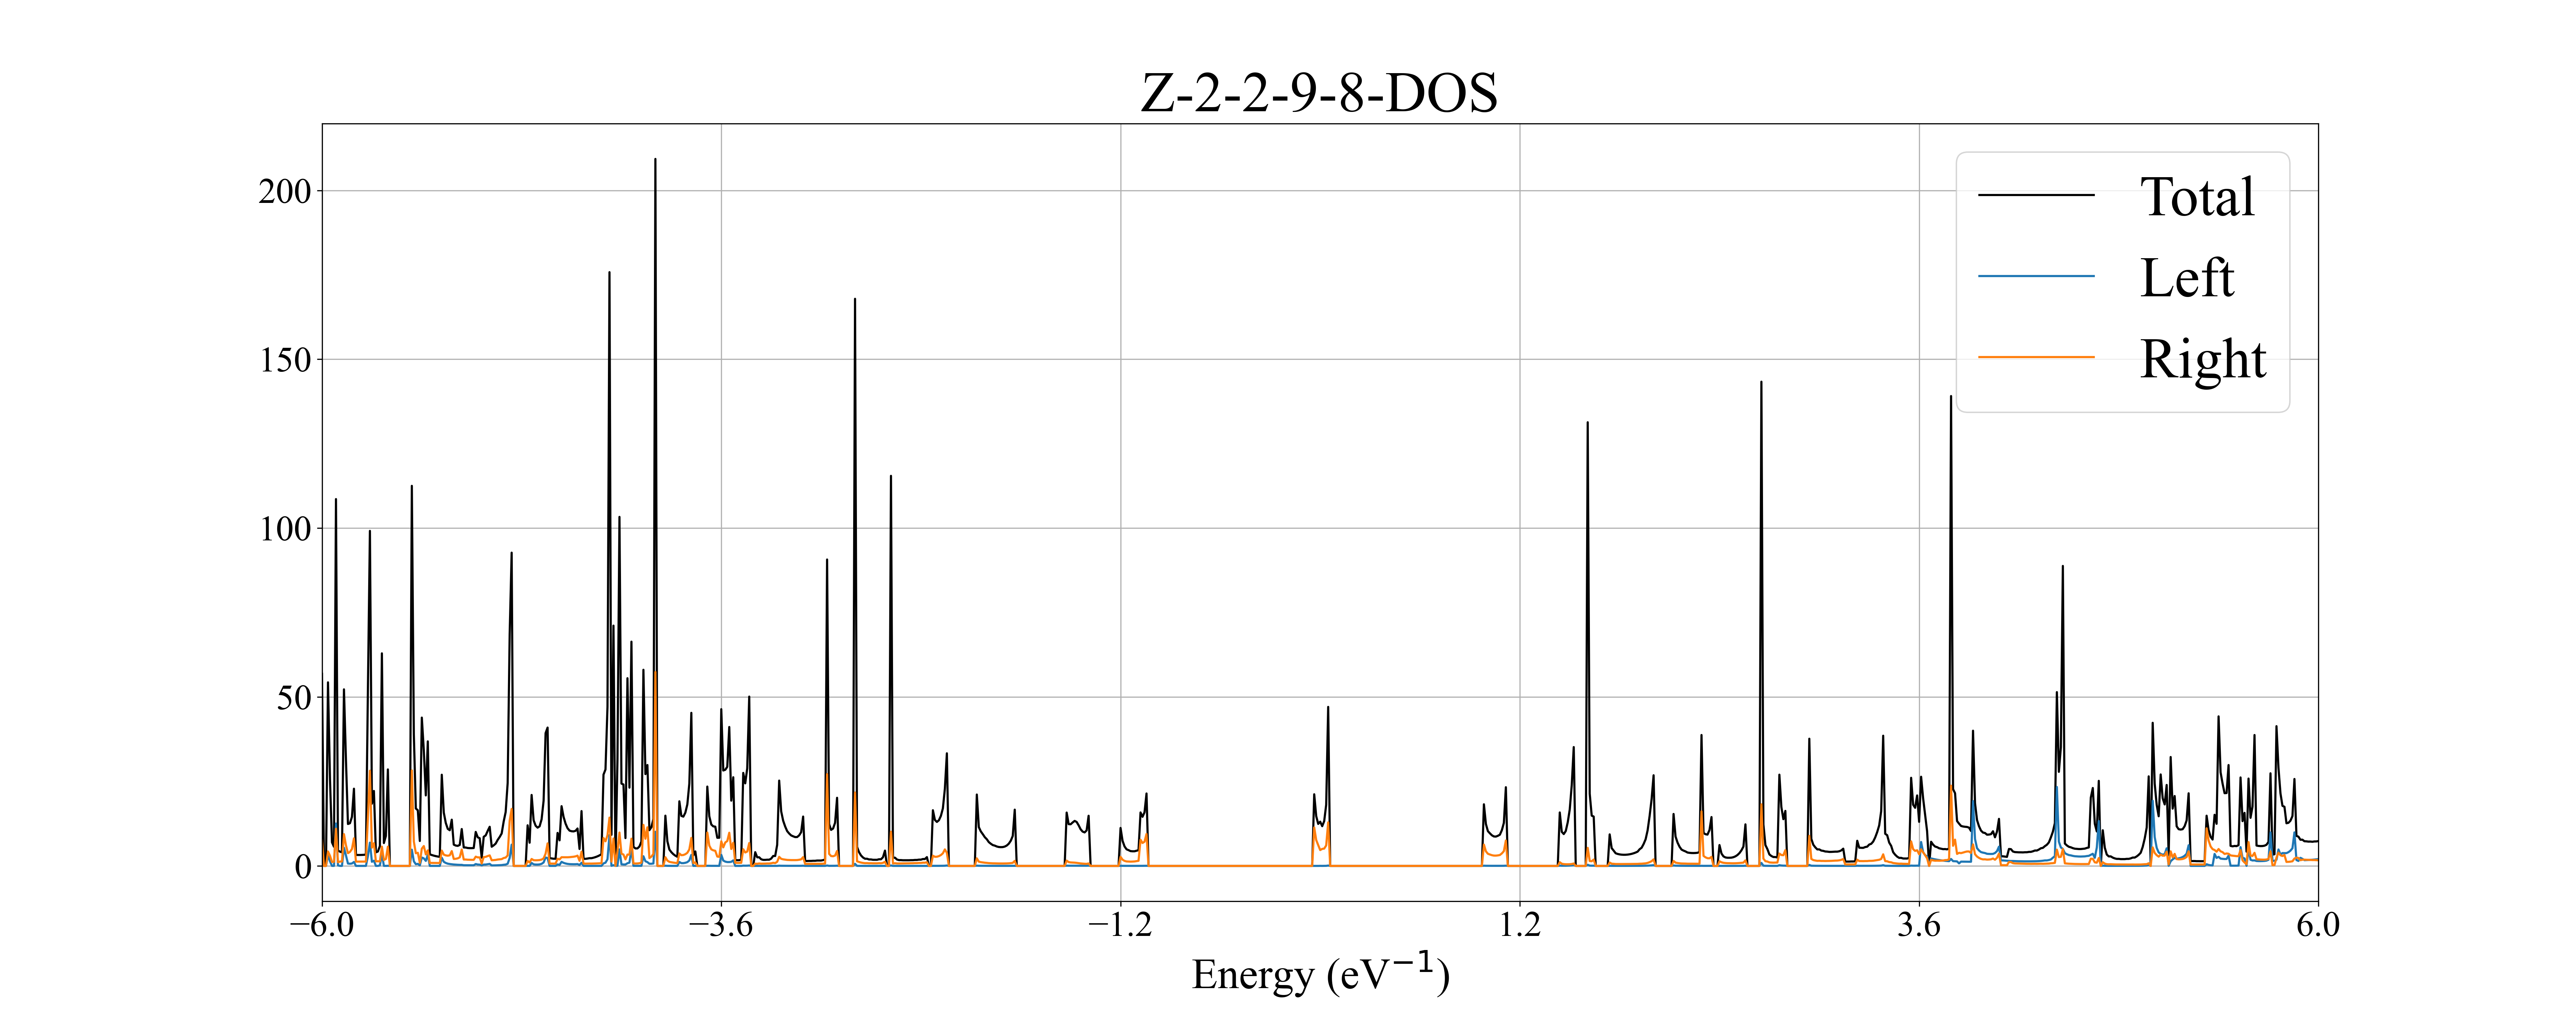 Z-2-2-9-8-DOS
200
150
100
50
0
−6.0
−3.6
−1.2
1.2
3.6
6.0
Energy (eV⁻¹)
Total
Left
Right